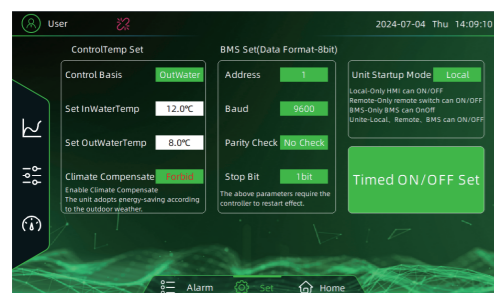 User
2024-07-04 Thu 14:09:10
ControlTemp Set
Control Basis OutWater
Set InWaterTemp 12.0℃
Set OutWaterTemp 8.0℃
Climate Compensate Forbid
Enable Climate Compensate
The unit adopts energy-saving according
to the outdoor weather.
BMS Set(Data Format-8bit)
Address 1
Baud 9600
Parity Check No Check
Stop Bit 1bit
The above parameters require the
controller to restart effect.
Unit Startup Mode Local
Local-Only HMI can ON/OFF
Remote-Only remote switch can ON/OFF
BMS-Only BMS can OnOff
Unite-Local、Remote、BMS can ON/OFF
Timed ON/OFF Set
Alarm
Set
Home